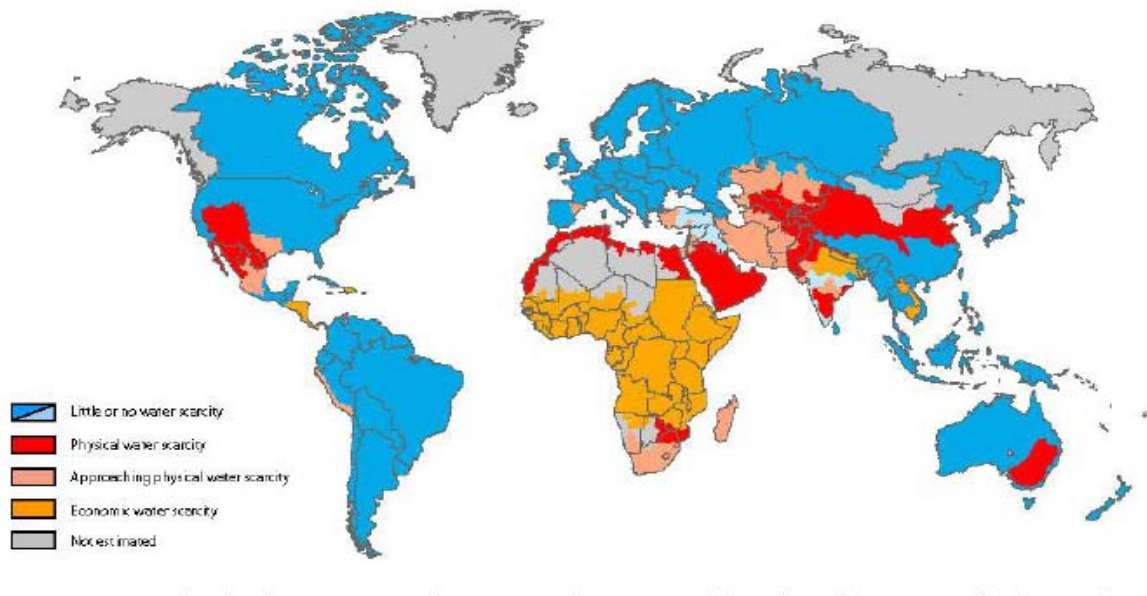 Little or no water scarcity
Physical water scarcity
Approaching physical water scarcity
Economic water scarcity
Not estimated